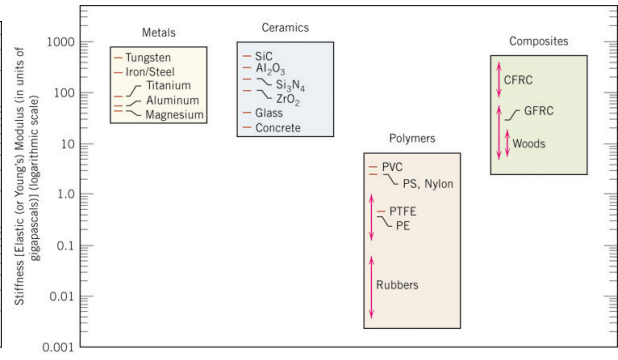 Stiffness [Elastic (or Young's) Modulus (in units of
gigapascals)] (logarithmic scale)
1000
100
10
1.0
0.1
0.01
0.001
Metals
Tungsten
Iron/Steel
Titanium
Aluminum
Magnesium
Ceramics
SiC
Al₂O₃
Si₃N₄
ZrO₂
Glass
Concrete
Polymers
PVC
PS, Nylon
PTFE
PE
Rubbers
Composites
CFRC
GFRC
Woods